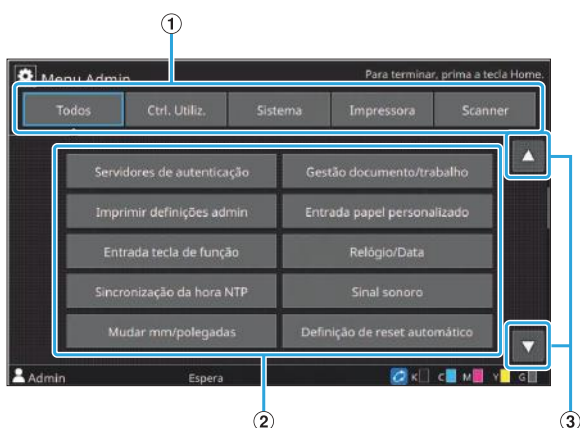 ①
Menu Admin
Para terminar, prima a tecla Home.
Todos Ctrl. Utiliz. Sistema Impressora Scanner
Servidores de autenticação Gestão documento/trabalho
Imprimir definições admin Entrada papel personalizado
Entrada tecla de função Relógio/Data
Sincronização da hora NTP Sinal sonoro
Mudar mm/polegadas Definição de reset automático
Admin Espera K C M Y G
② ③